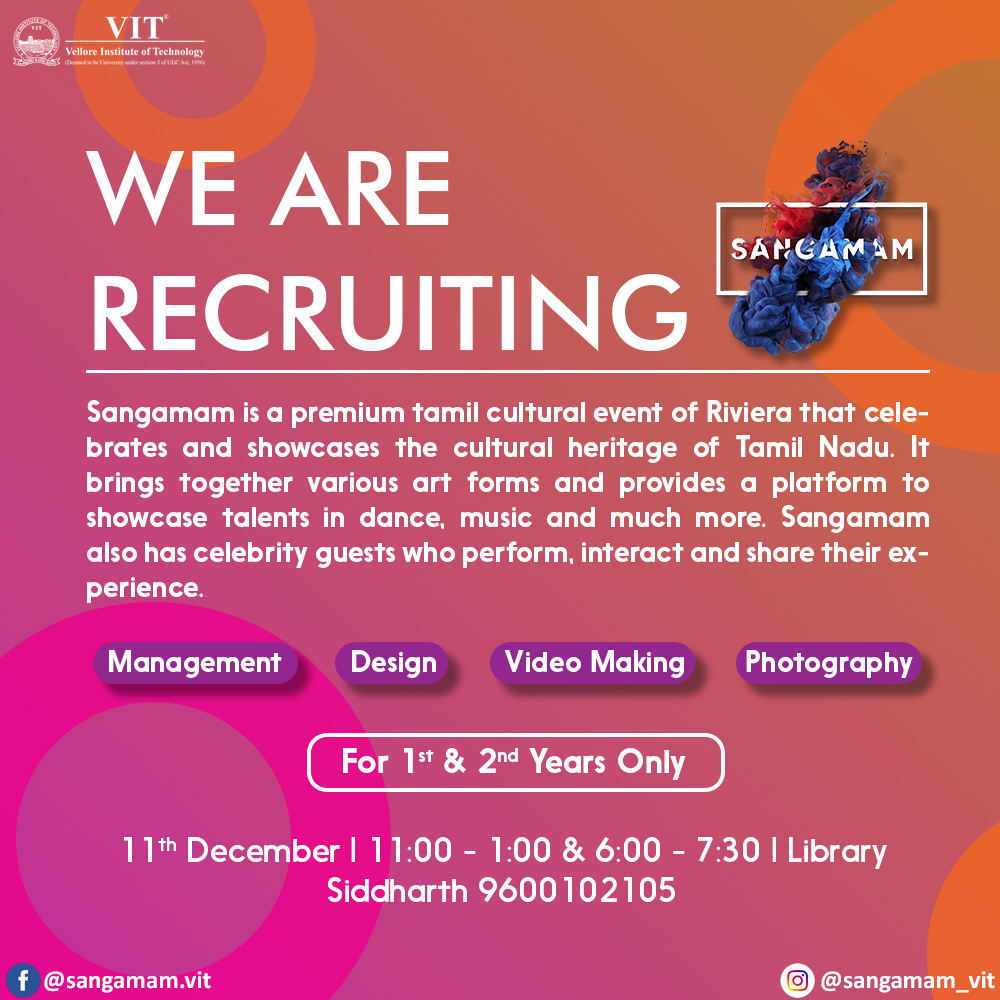 VIT®
Vellore Institute of Technology
(Deemed to be University under section 3 of UGC Act, 1956)
WE ARE
RECRUITING
SANGAMAM
Sangamam is a premium tamil cultural event of Riviera that cele-
brates and showcases the cultural heritage of Tamil Nadu. It
brings together various art forms and provides a platform to
showcase talents in dance, music and much more. Sangamam
also has celebrity guests who perform, interact and share their ex-
perience.
Management Design Video Making Photography
For 1st & 2nd Years Only
11th December | 11:00 - 1:00 & 6:00 - 7:30 | Library
Siddharth 9600102105
@sangamam.vit @sangamam_vit